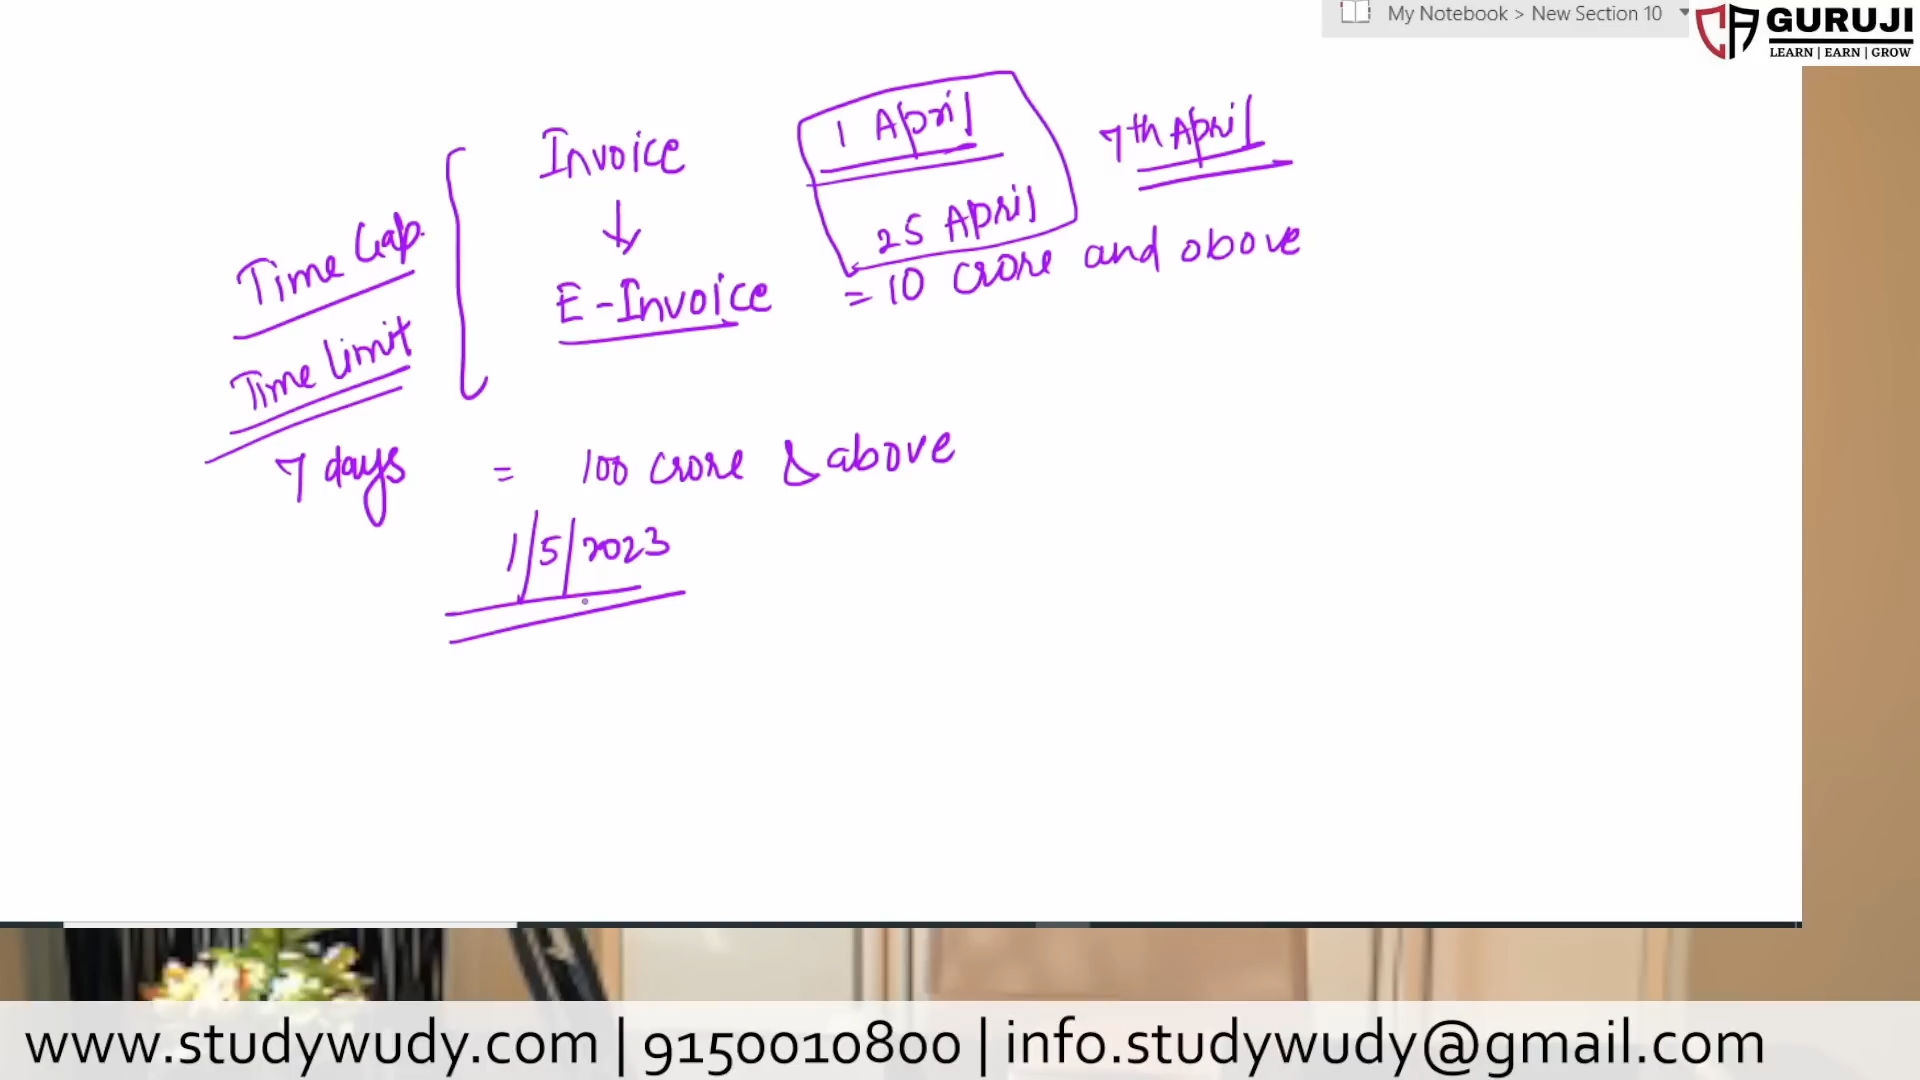 My Notebook > New Section 10
CA GURUJI
LEARN | EARN | GROW
Invoice
1 April
7th April
25 April
Time Gap.
E-Invoice = 10 crore and above
Time limit
7 days = 100 crore & above
1/5/2023
www.studywudy.com | 9150010800 | info.studywudy@gmail.com